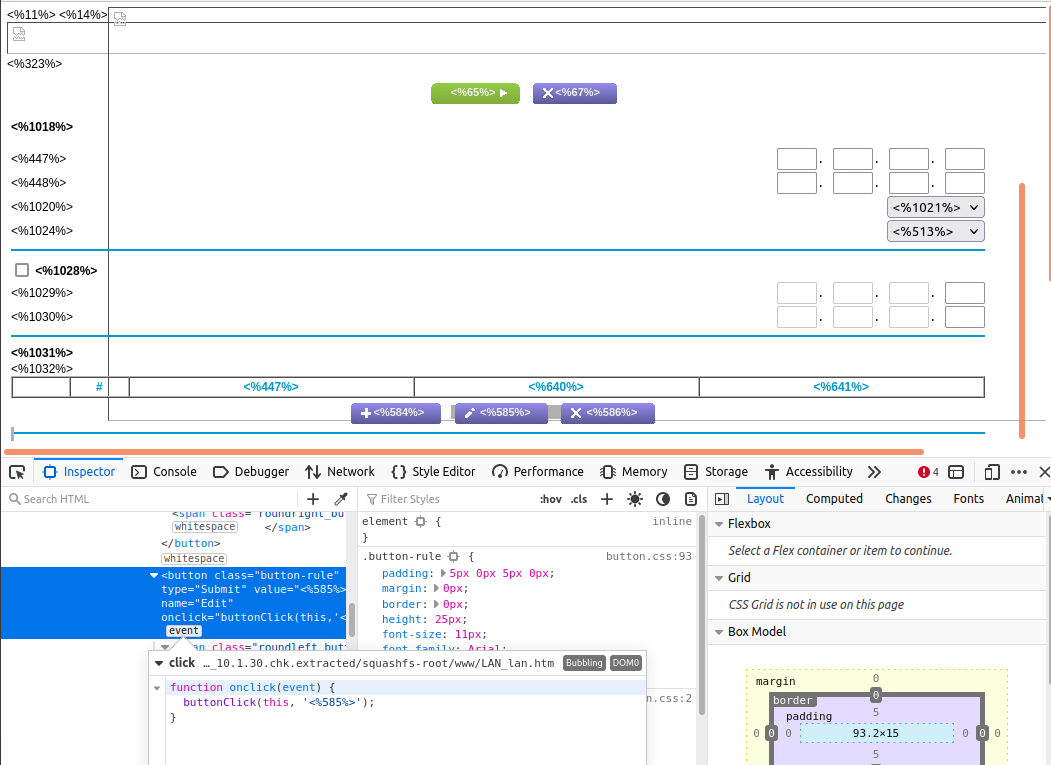 <%11%> <%14%>
<%323%>
<%65%> ▶ <%67%>
<%1018%>
<%447%> . . .
<%448%> . . .
<%1020%> <%1021%>
<%1024%> <%513%>
<%1028%>
<%1029%> . . .
<%1030%> . . .
<%1031%>
<%1032%>
# <%447%> <%640%> <%641%>
<%584%> <%585%> <%586%>
Inspector Console Debugger Network {} Style Editor Performance Memory Storage Accessibility 4
Search HTML + Filter Styles :hov .cls + Layout Computed Changes Fonts Animat
<span class="roundright_bu
whitespace </span>
</button>
whitespace
<button class="button-rule"
type="Submit" value="<%585%>
name="Edit"
onclick="buttonClick(this,'<
event
an class="roundleft_butt
element { inline
}
.button-rule { button.css:93
padding: 5px 0px 5px 0px;
margin: 0px;
border: 0px;
height: 25px;
font-size: 11px;
font-family: Arial;
n.css:2
click …_10.1.30.chk.extracted/squashfs-root/www/LAN_lan.htm Bubbling DOM0
function onclick(event) {
buttonClick(this, '<%585%>');
}
Flexbox
Select a Flex container or item to continue.
Grid
CSS Grid is not in use on this page
Box Model
margin 0
border 0
padding 5
0 0 0 93.2×15 0 0 0
5